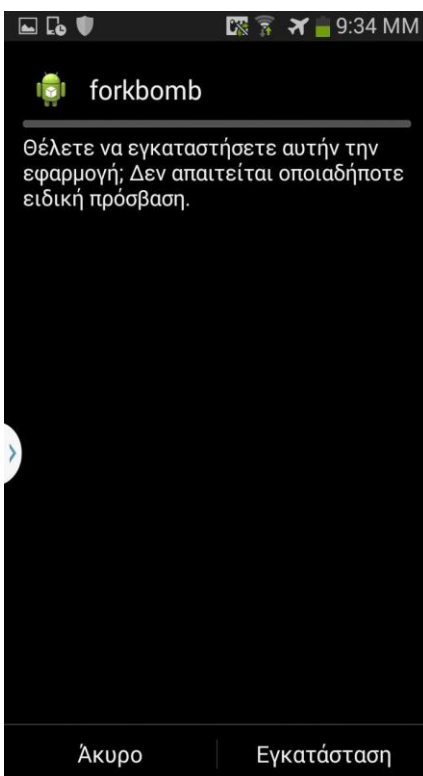 9:34 MM
forkbomb
Θέλετε να εγκαταστήσετε αυτήν την
εφαρμογή; Δεν απαιτείται οποιαδήποτε
ειδική πρόσβαση.
Άκυρο
Εγκατάσταση